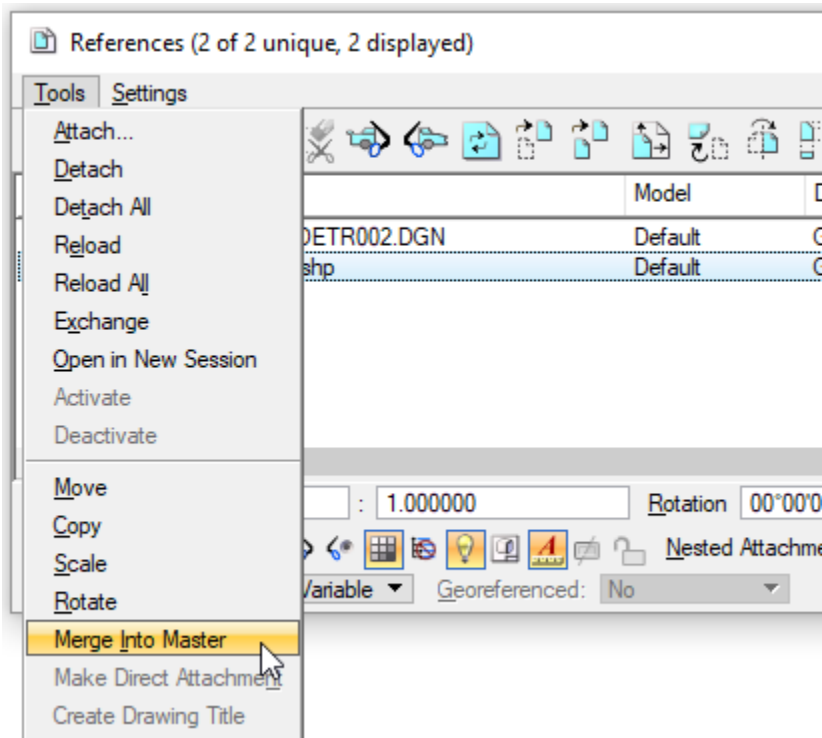 References (2 of 2 unique, 2 displayed)
Tools Settings
Attach...
Detach
Detach All
Reload
Reload All
Exchange
Open in New Session
Activate
Deactivate
Move
Copy
Scale
Rotate
Merge Into Master
Make Direct Attachment
Create Drawing Title
Model
DETR002.DGN Default
shp Default
: 1.000000 Rotation 00°00'0
Nested Attachme
Variable Georeferenced: No